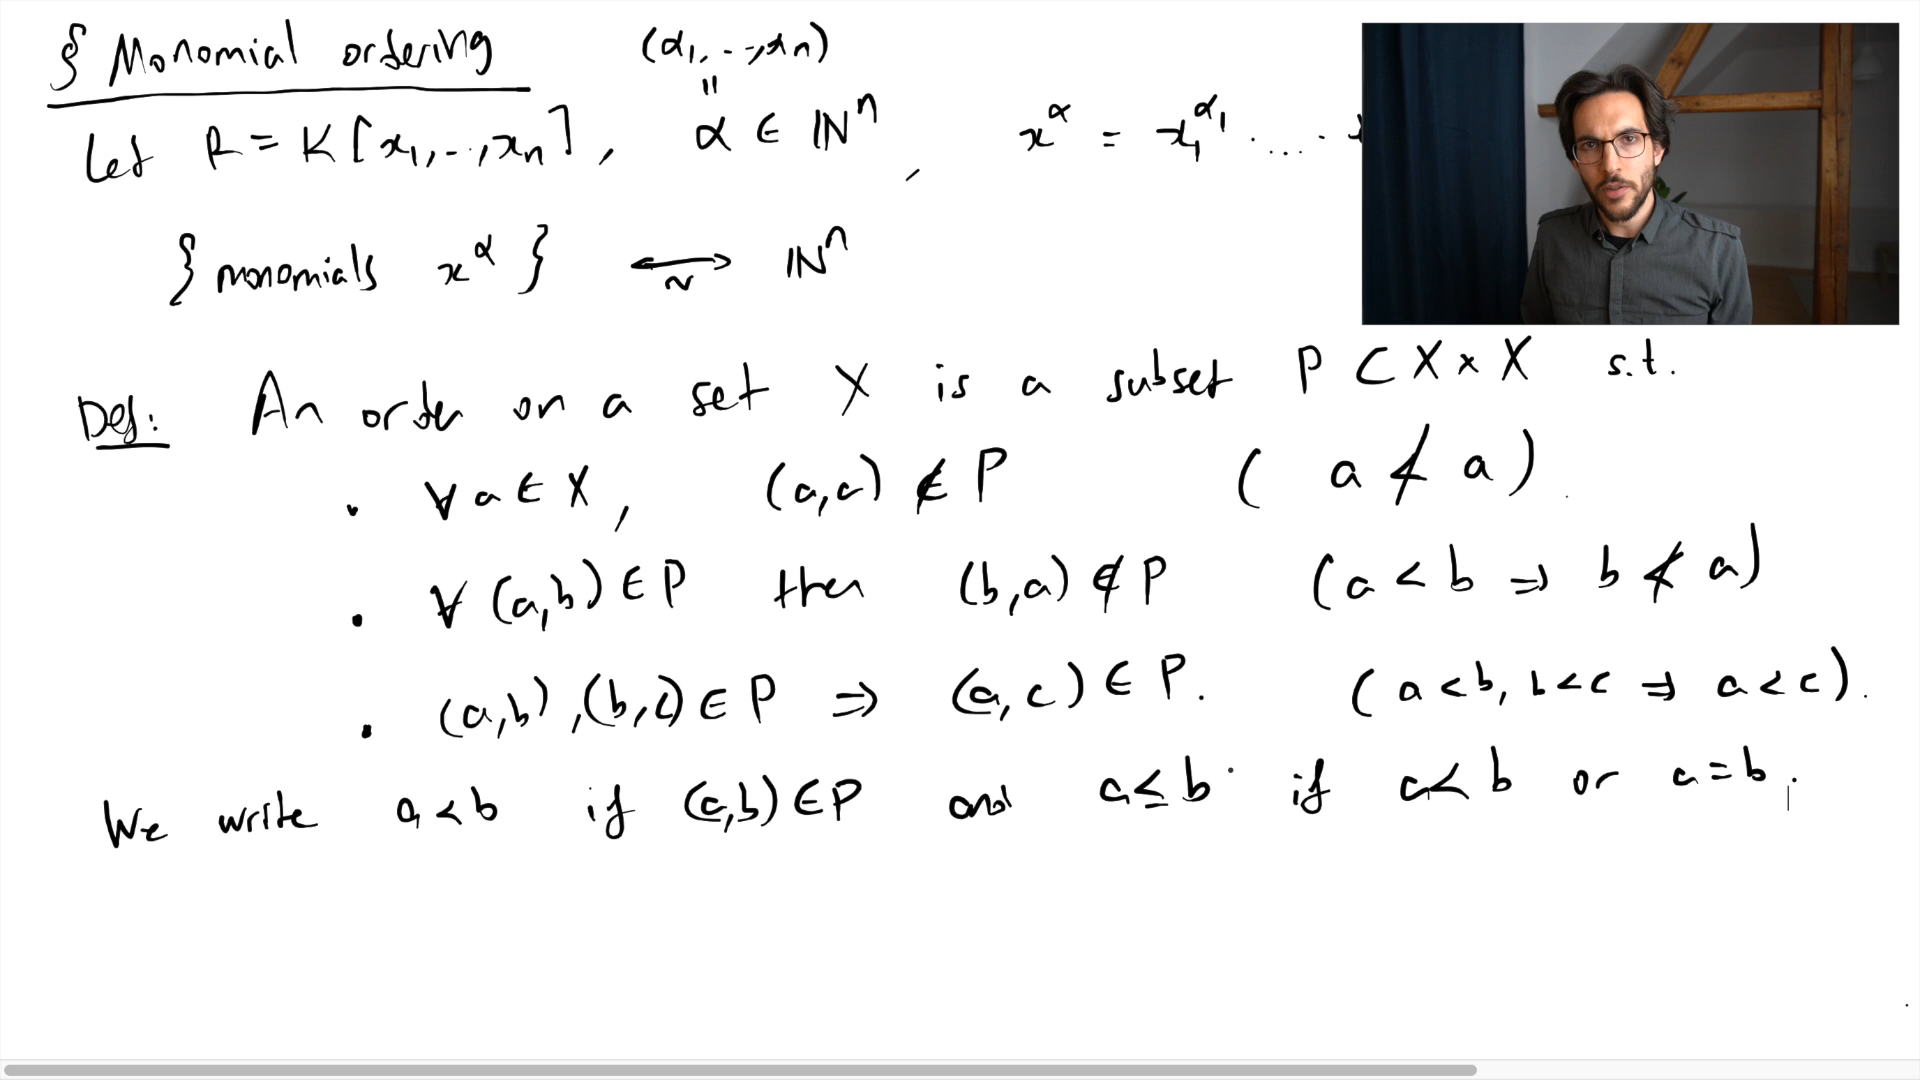 § Monomial ordering
(α1, .., αn)
॥
Let R = K[x1, .., xn], α ∈ ℕ^n, x^α = x1^α1 · ... ·
{monomials x^α} ⟷ ℕ^n
~
Def: An order on a set X is a subset P ⊂ X × X s.t.
• ∀ a ∈ X, (a,a) ∉ P ( a ≮ a ).
• ∀ (a,b) ∈ P then (b,a) ∉ P (a < b ⇒ b ≮ a)
• (a,b), (b,c) ∈ P ⇒ (a,c) ∈ P. (a<b, b<c ⇒ a<c).
We write a<b if (a,b) ∈ P and a≤b if a<b or a=b.